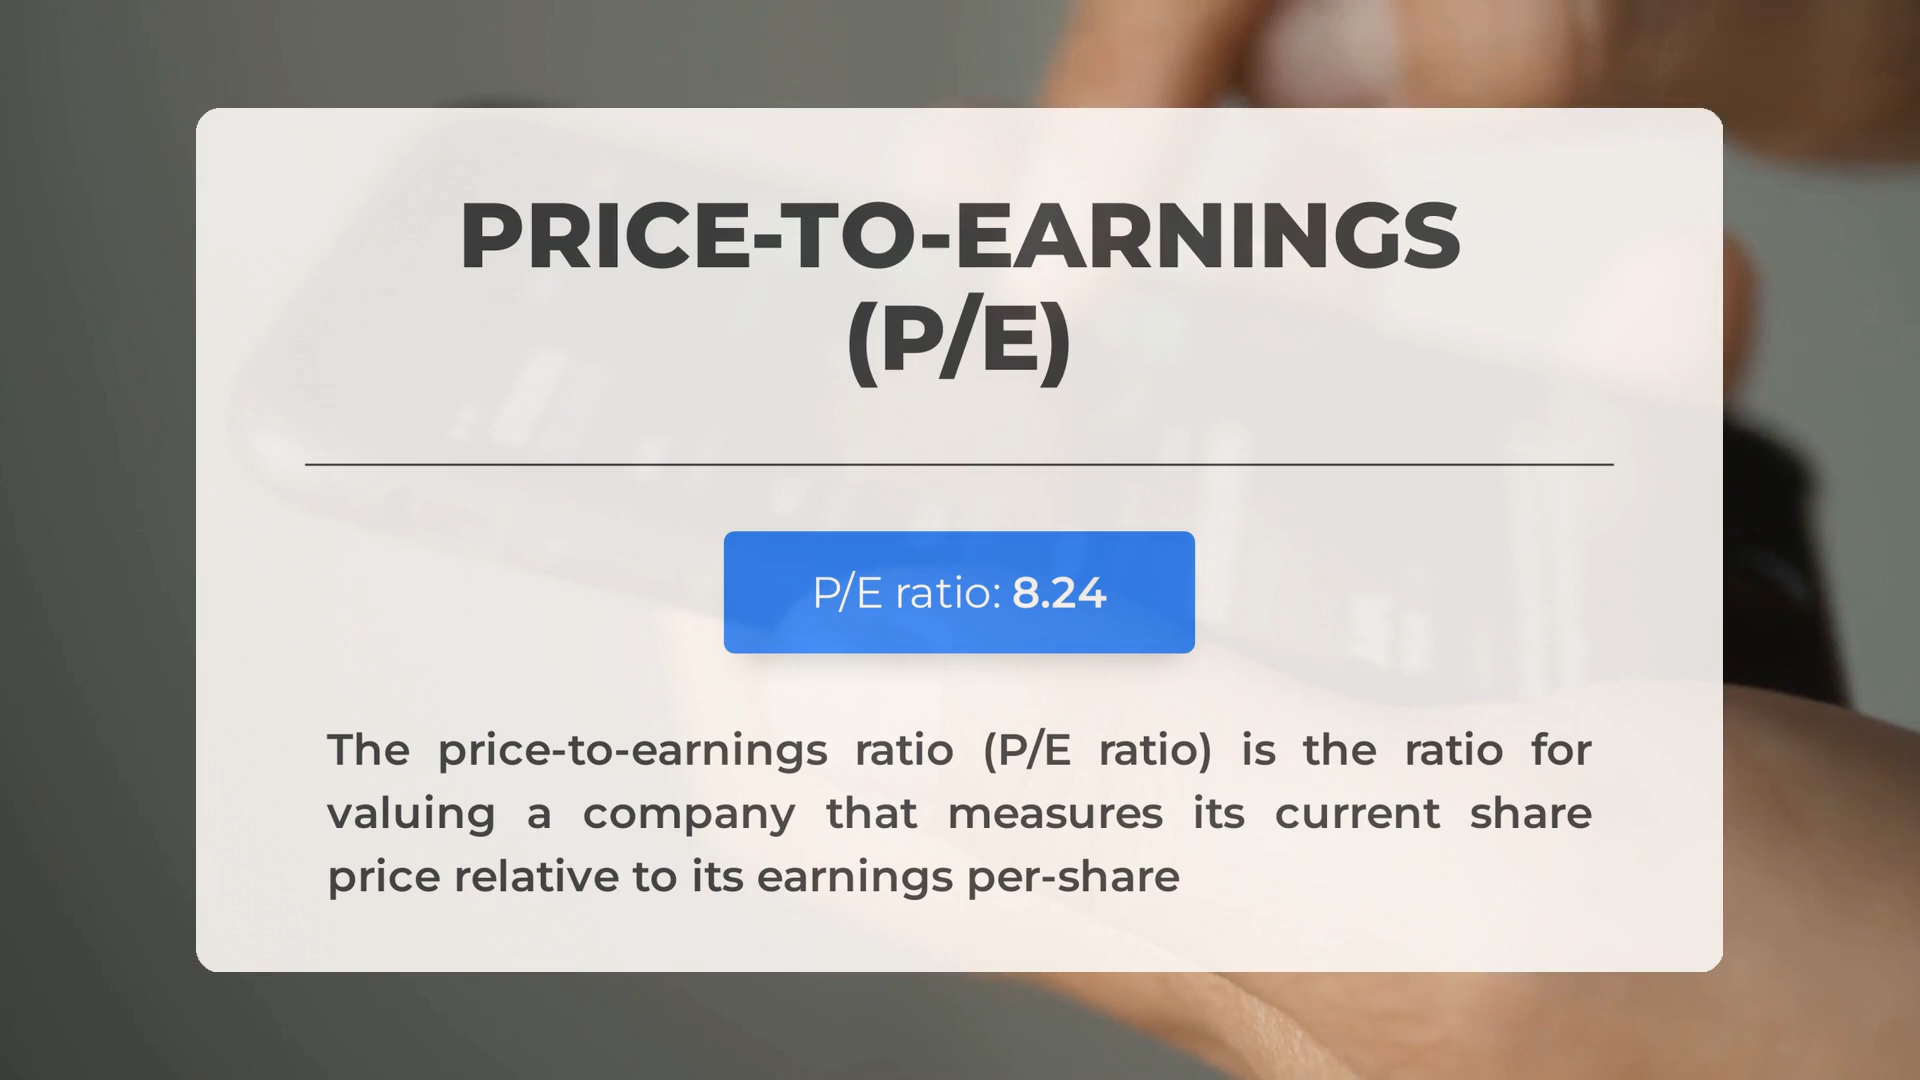 PRICE-TO-EARNINGS
(P/E)
P/E ratio: 8.24
The price-to-earnings ratio (P/E ratio) is the ratio for
valuing a company that measures its current share
price relative to its earnings per-share